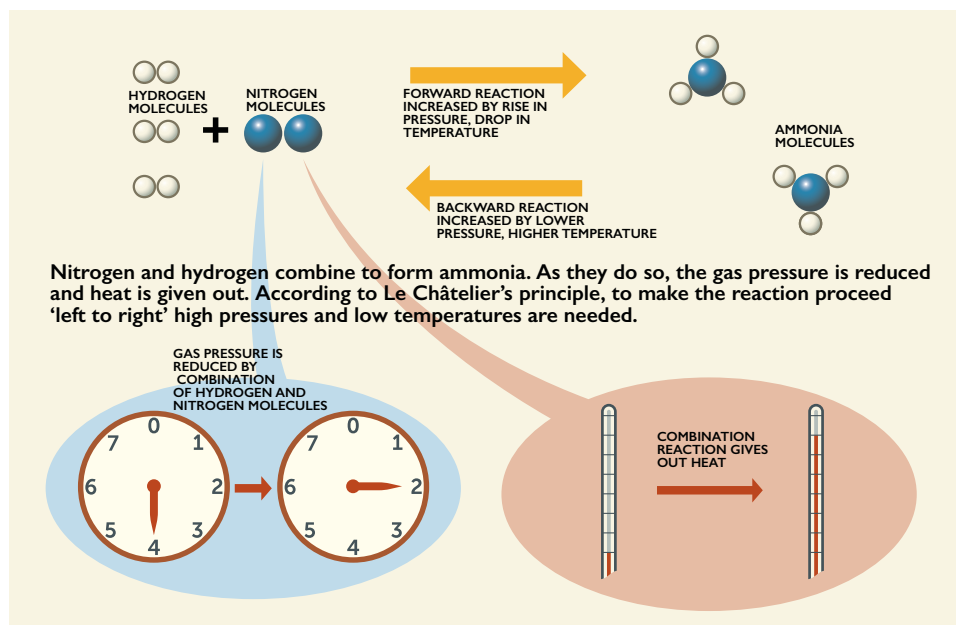 HYDROGEN
MOLECULES
+
NITROGEN
MOLECULES
FORWARD REACTION
INCREASED BY RISE IN
PRESSURE, DROP IN
TEMPERATURE
AMMONIA
MOLECULES
BACKWARD REACTION
INCREASED BY LOWER
PRESSURE, HIGHER TEMPERATURE
Nitrogen and hydrogen combine to form ammonia. As they do so, the gas pressure is reduced
and heat is given out. According to Le Châtelier’s principle, to make the reaction proceed
‘left to right’ high pressures and low temperatures are needed.
GAS PRESSURE IS
REDUCED BY
COMBINATION
OF HYDROGEN AND
NITROGEN MOLECULES
0
1
2
3
4
5
6
7
0
1
2
3
4
5
6
7
COMBINATION
REACTION GIVES
OUT HEAT